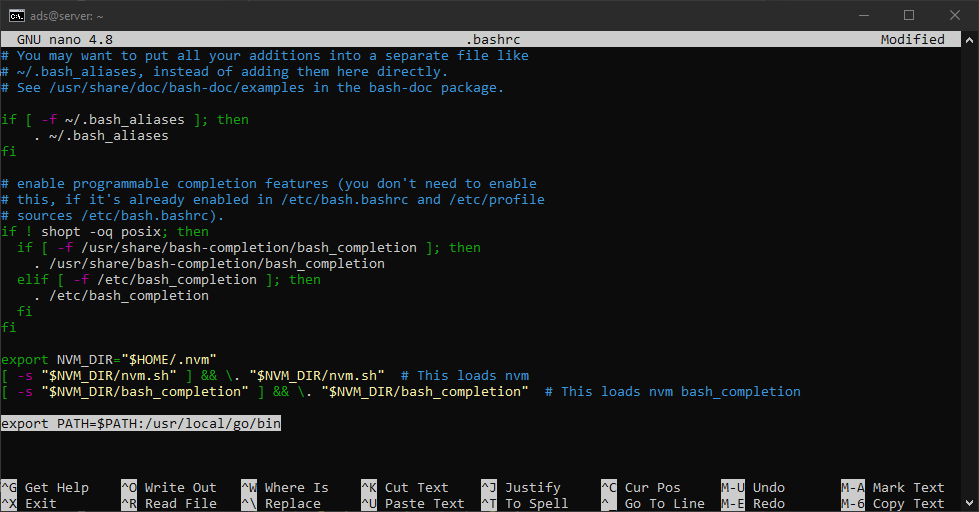 ads@server: ~
GNU nano 4.8 .bashrc Modified
# You may want to put all your additions into a separate file like
# ~/.bash_aliases, instead of adding them here directly.
# See /usr/share/doc/bash-doc/examples in the bash-doc package.
if [ -f ~/.bash_aliases ]; then
    . ~/.bash_aliases
fi
# enable programmable completion features (you don't need to enable
# this, if it's already enabled in /etc/bash.bashrc and /etc/profile
# sources /etc/bash.bashrc).
if ! shopt -oq posix; then
  if [ -f /usr/share/bash-completion/bash_completion ]; then
    . /usr/share/bash-completion/bash_completion
  elif [ -f /etc/bash_completion ]; then
    . /etc/bash_completion
  fi
fi
export NVM_DIR="$HOME/.nvm"
[ -s "$NVM_DIR/nvm.sh" ] && \. "$NVM_DIR/nvm.sh"  # This loads nvm
[ -s "$NVM_DIR/bash_completion" ] && \. "$NVM_DIR/bash_completion"  # This loads nvm bash_completion
export PATH=$PATH:/usr/local/go/bin
^G Get Help ^O Write Out ^W Where Is ^K Cut Text ^J Justify ^C Cur Pos M-U Undo M-A Mark Text
^X Exit ^R Read File ^\ Replace ^U Paste Text ^T To Spell ^_ Go To Line M-E Redo M-6 Copy Text